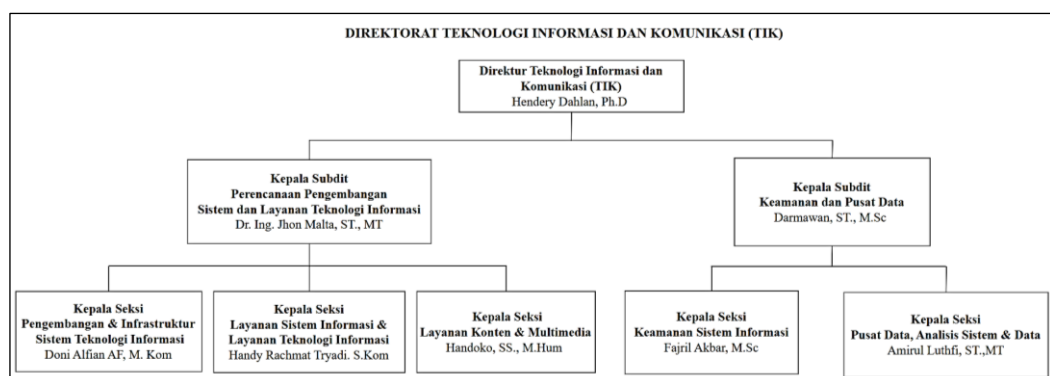 DIREKTORAT TEKNOLOGI INFORMASI DAN KOMUNIKASI (TIK)
Direktur Teknologi Informasi dan
Komunikasi (TIK)
Hendery Dahlan, Ph.D
Kepala Subdit
Perencanaan Pengembangan
Sistem dan Layanan Teknologi Informasi
Dr. Ing. Jhon Malta, ST., MT
Kepala Subdit
Keamanan dan Pusat Data
Darmawan, ST., M.Sc
Kepala Seksi
Pengembangan & Infrastruktur
Sistem Teknologi Informasi
Doni Alfian AF, M. Kom
Kepala Seksi
Layanan Sistem Informasi &
Layanan Teknologi Informasi
Handy Rachmat Tryadi. S.Kom
Kepala Seksi
Layanan Konten & Multimedia
Handoko, SS., M.Hum
Kepala Seksi
Keamanan Sistem Informasi
Fajril Akbar, M.Sc
Kepala Seksi
Pusat Data, Analisis Sistem & Data
Amirul Luthfi, ST.,MT